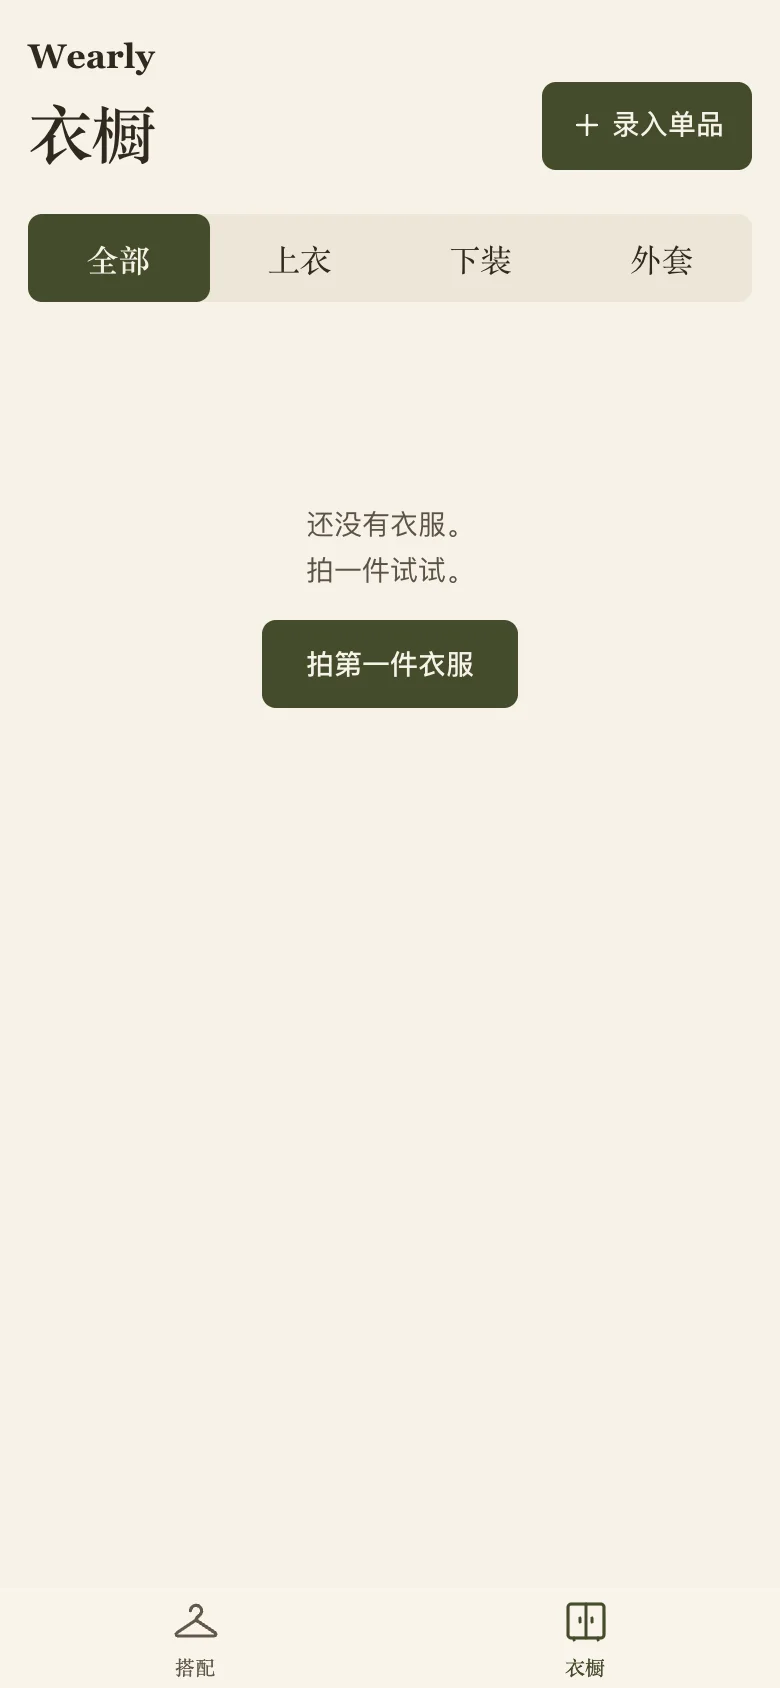 Wearly
衣橱
＋ 录入单品
全部 上衣 下装 外套
还没有衣服。
拍一件试试。
拍第一件衣服
搭配 衣橱